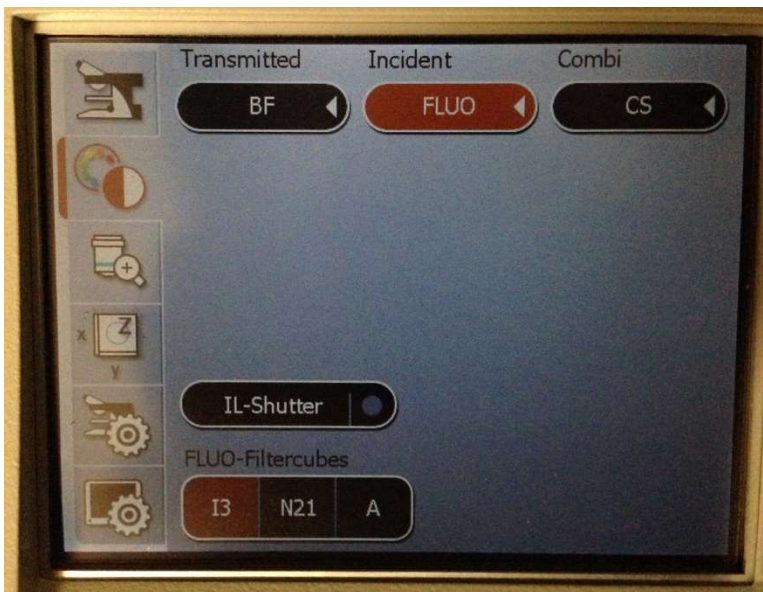 Transmitted Incident Combi
BF FLUO CS
x Z
y
IL-Shutter
FLUO-Filtercubes
I3 N21 A